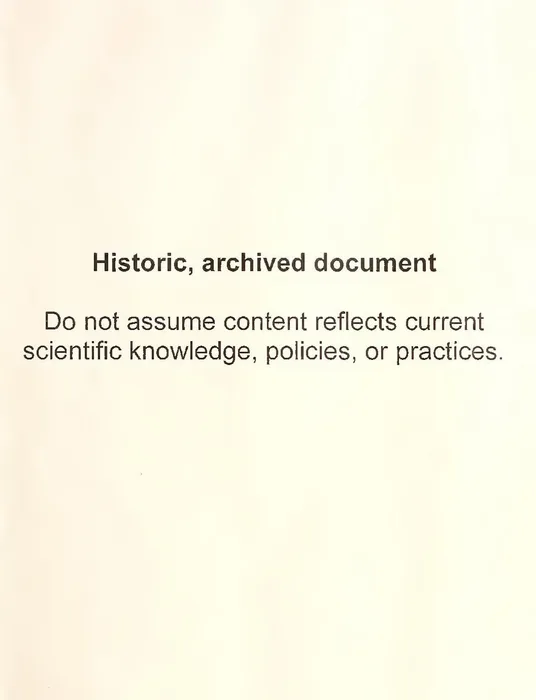 Historic, archived document
Do not assume content reflects current
scientific knowledge, policies, or practices.